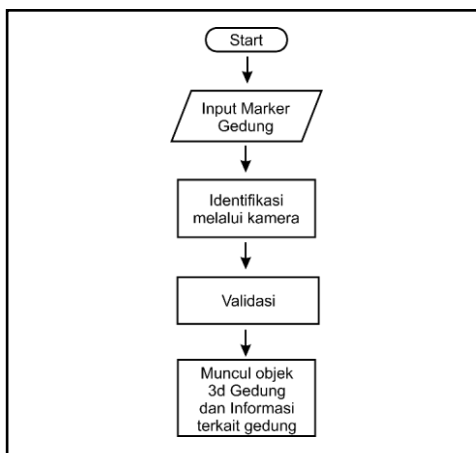 Start
Input Marker
Gedung
Identifikasi
melalui kamera
Validasi
Muncul objek
3d Gedung
dan Informasi
terkait gedung